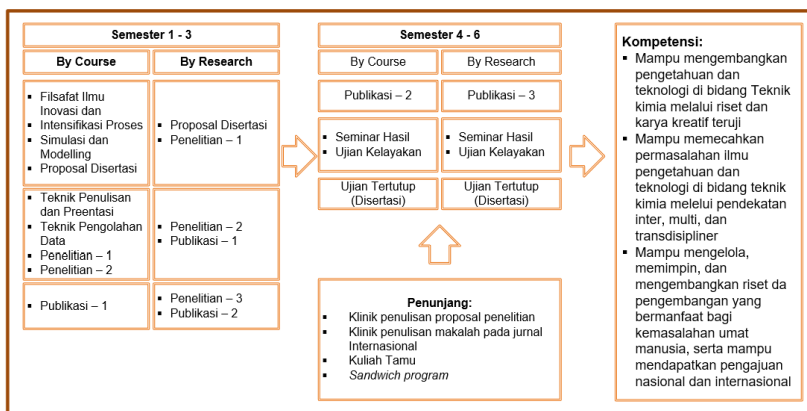 Semester 1 - 3
By Course
By Research
Filsafat Ilmu
Inovasi dan
Intensifikasi Proses
Simulasi dan
Modelling
Proposal Disertasi
Proposal Disertasi
Penelitian – 1
Teknik Penulisan
dan Preentasi
Teknik Pengolahan
Data
Penelitian – 1
Penelitian – 2
Penelitian – 2
Publikasi – 1
Publikasi – 1
Penelitian – 3
Publikasi – 2
Semester 4 - 6
By Course
By Research
Publikasi – 2
Publikasi – 3
Seminar Hasil
Ujian Kelayakan
Seminar Hasil
Ujian Kelayakan
Ujian Tertutup
(Disertasi)
Ujian Tertutup
(Disertasi)
Penunjang:
Klinik penulisan proposal penelitian
Klinik penulisan makalah pada jurnal
Internasional
Kuliah Tamu
Sandwich program
Kompetensi:
Mampu mengembangkan
pengetahuan dan
teknologi di bidang Teknik
kimia melalui riset dan
karya kreatif teruji
Mampu memecahkan
permasalahan ilmu
pengetahuan dan
teknologi di bidang teknik
kimia melelui pendekatan
inter, multi, dan
transdisipliner
Mampu mengelola,
memimpin, dan
mengembangkan riset da
pengembangan yang
bermanfaat bagi
kemasalahan umat
manusia, serta mampu
mendapatkan pengajuan
nasional dan internasional